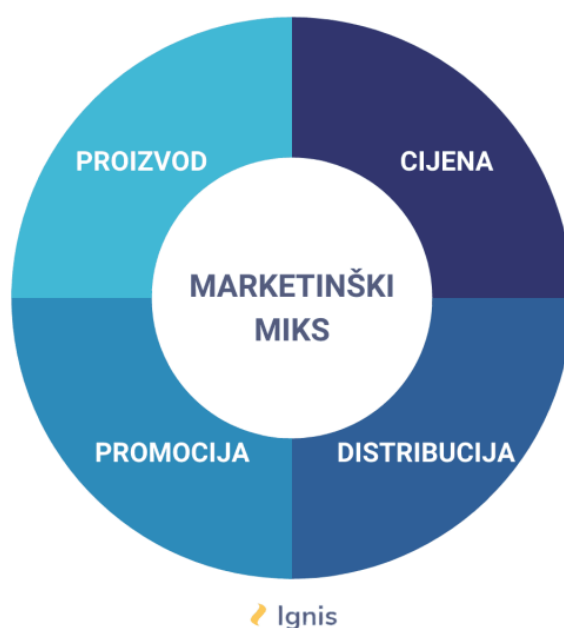 PROIZVOD
CIJENA
MARKETINŠKI
MIKS
PROMOCIJA
DISTRIBUCIJA
Ignis